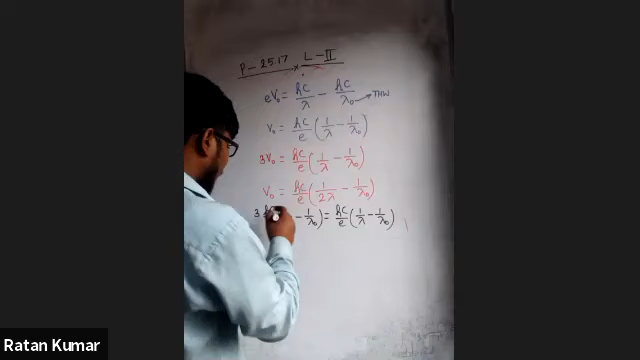 P-2517 L-II
eV₀ = hc/λ - hc/λ₀ → THW
V₀ = hc/e (1/λ - 1/λ₀)
3V₀ = hc/e (1/λ - 1/λ₀)
V₀ = hc/e (1/2λ - 1/λ₀)
3 - 1/λ₀) = hc/e (1/λ - 1/λ₀)
Ratan Kumar